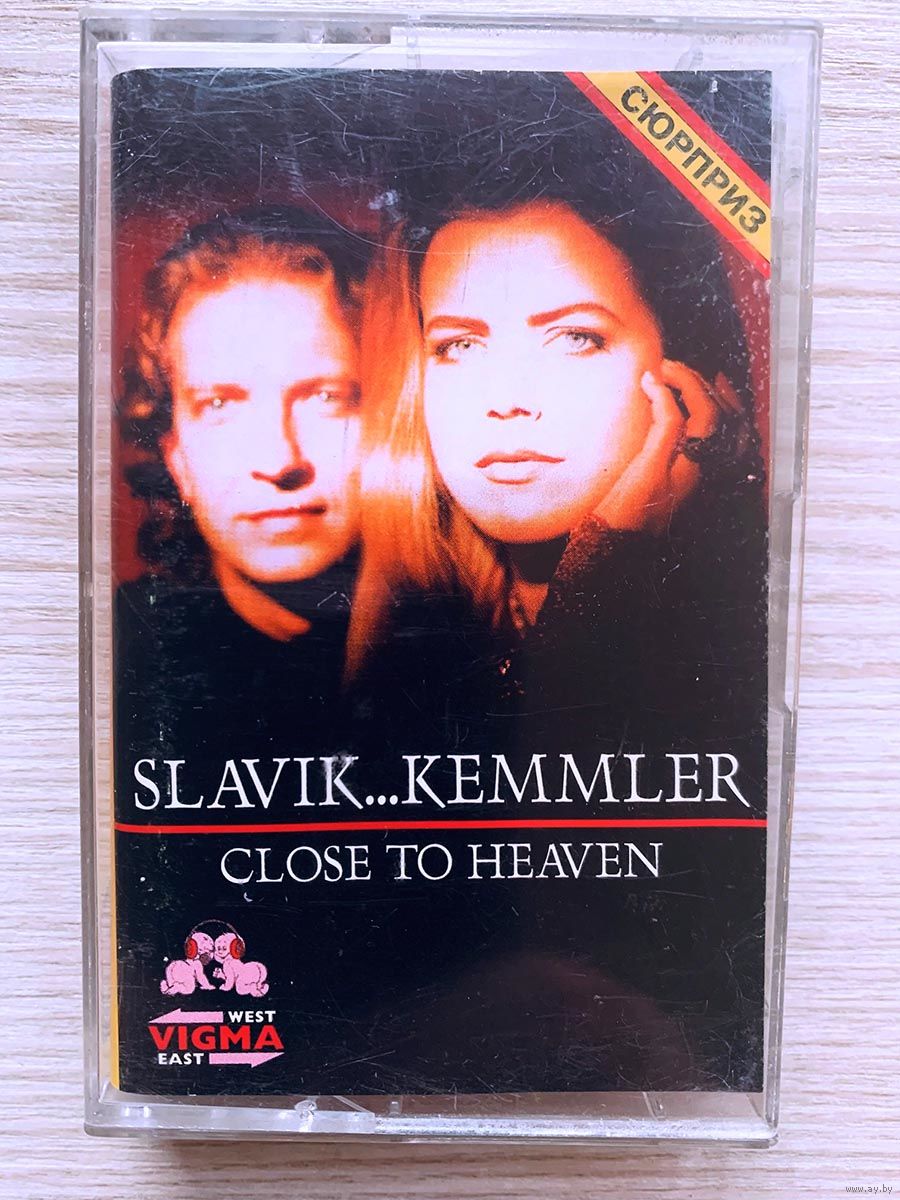 СЮРПРИЗ
SLAVIK...KEMMLER
CLOSE TO HEAVEN
WEST
VIGMA
EAST
www.ay.by